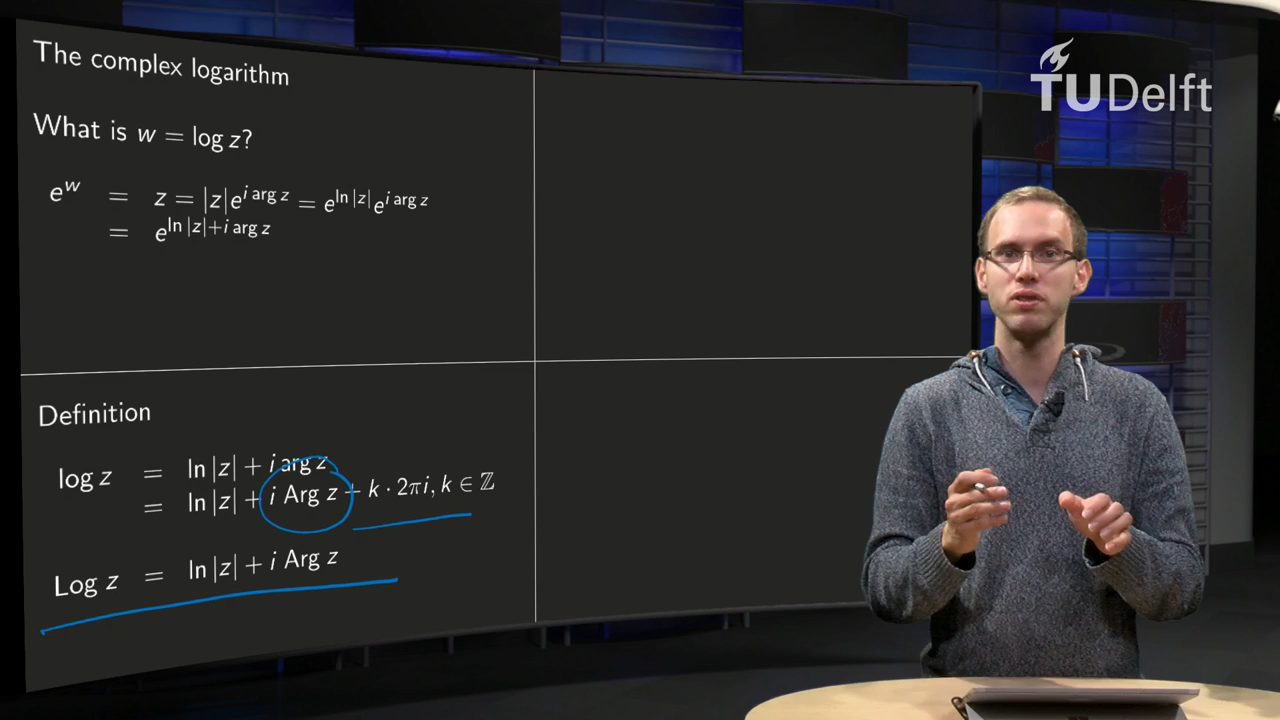 The complex logarithm
What is w = log z?
e^w = z = |z|e^{i arg z} = e^{ln |z|} e^{i arg z}
= e^{ln |z|+i arg z}
Definition
log z = ln |z| + i arg z
= ln |z| + i Arg z + k · 2πi, k ∈ ℤ
Log z = ln |z| + i Arg z
TUDelft